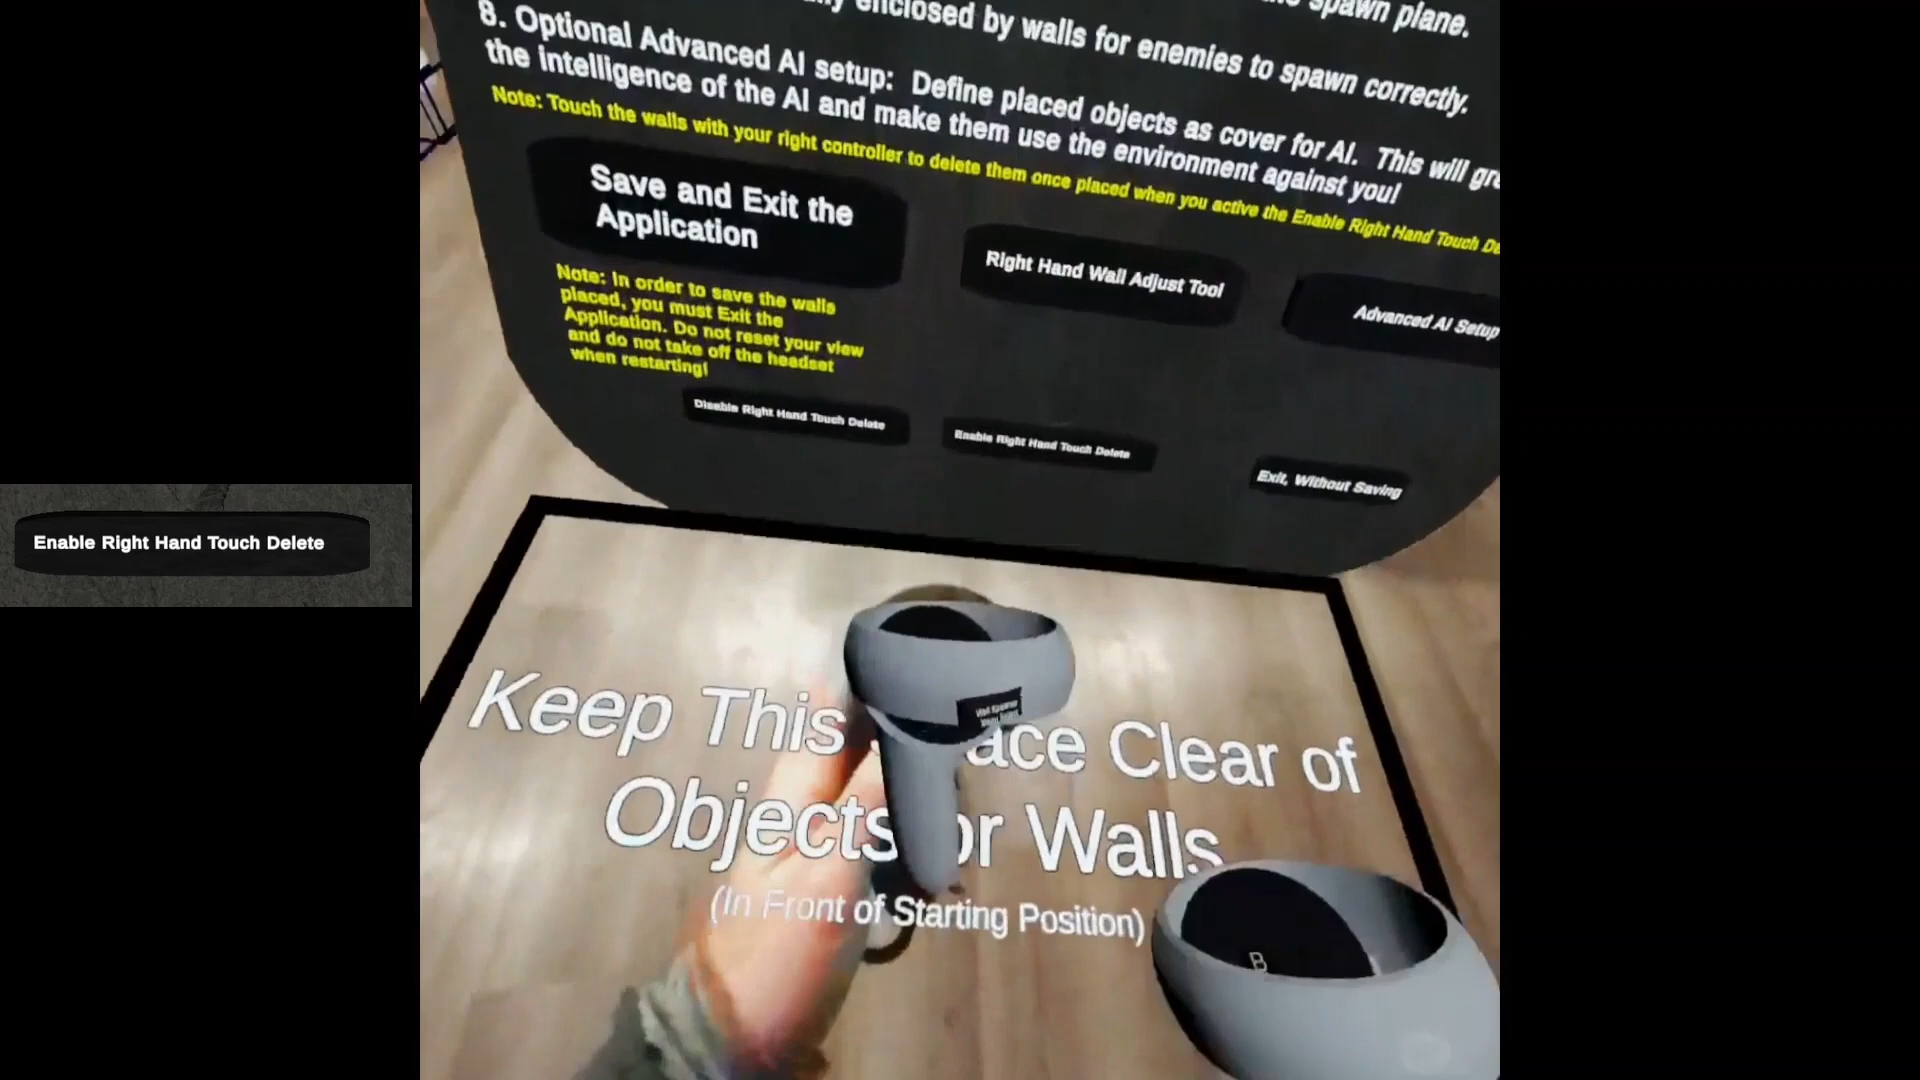 spawn plane.
enclosed by walls for enemies to spawn correctly.
8. Optional Advanced AI setup: Define placed objects as cover for AI. This will
the intelligence of the AI and make them use the environment against you!
Note: Touch the walls with your right controller to delete them once placed when you active the Enable Right Hand Touch
Save and Exit the
Application
Right Hand Wall Adjust Tool
Advanced AI Setup
Note: In order to save the walls
placed, you must Exit the
Application. Do not reset your view
and do not take off the headset
when restarting!
Disable Right Hand Touch Delete
Enable Right Hand Touch Delete
Exit, Without Saving
Enable Right Hand Touch Delete
Keep This ace Clear of
Objects or Walls
(In Front of Starting Position)
B